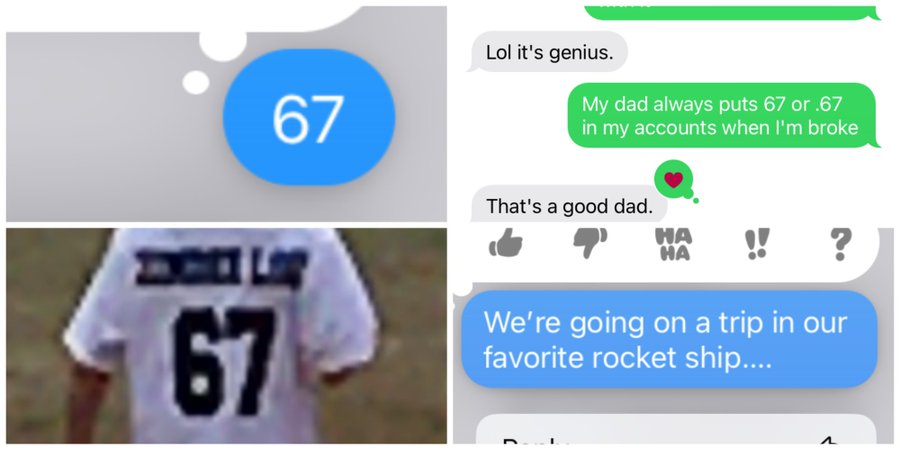 67
Lol it's genius.
My dad always puts 67 or .67
in my accounts when I'm broke
That's a good dad.
67
HA
HA
!!
?
We're going on a trip in our
favorite rocket ship....